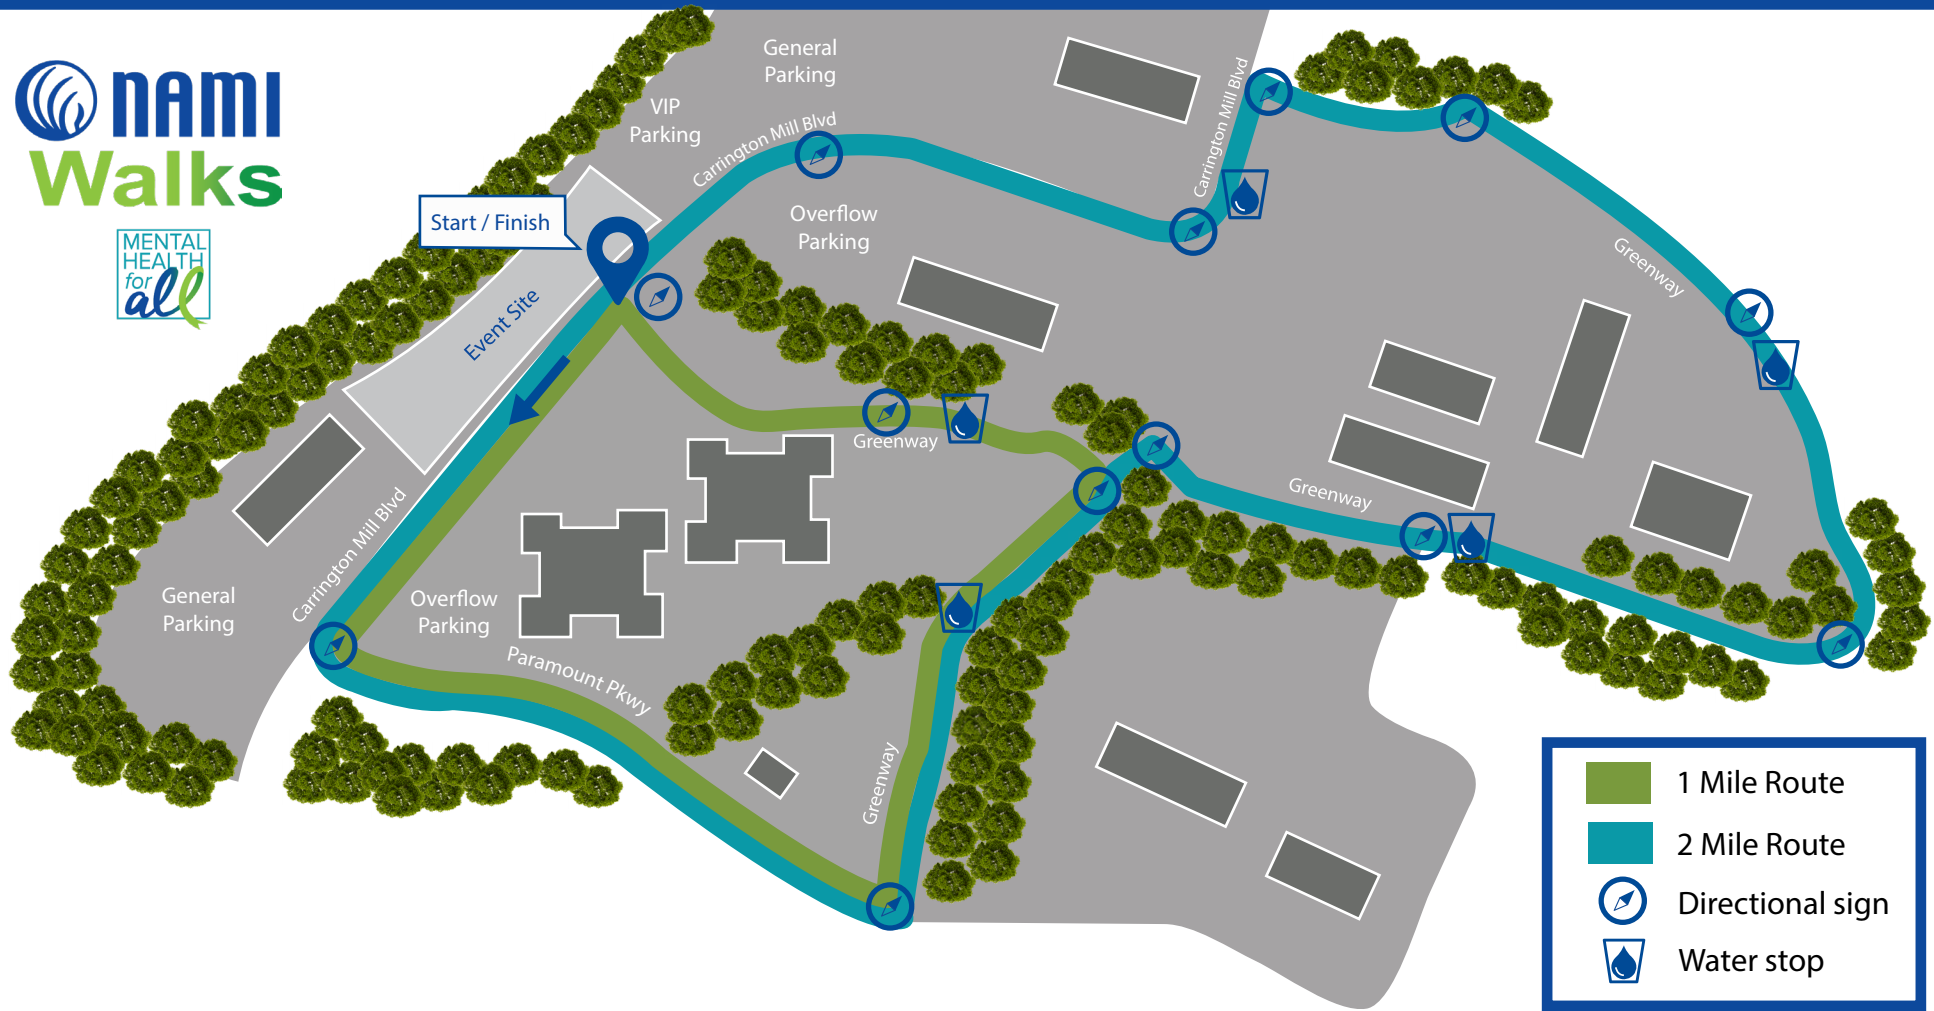 NAMI
Walks
MENTAL
HEALTH
for
all
General
Parking
VIP
Parking
Carrington Mill Blvd
Carrington Mill Blvd
Start / Finish
Overflow
Parking
Greenway
Event Site
Greenway
Greenway
Carrington Mill Blvd
General
Parking
Overflow
Parking
Paramount Pkwy
Greenway
1 Mile Route
2 Mile Route
Directional sign
Water stop